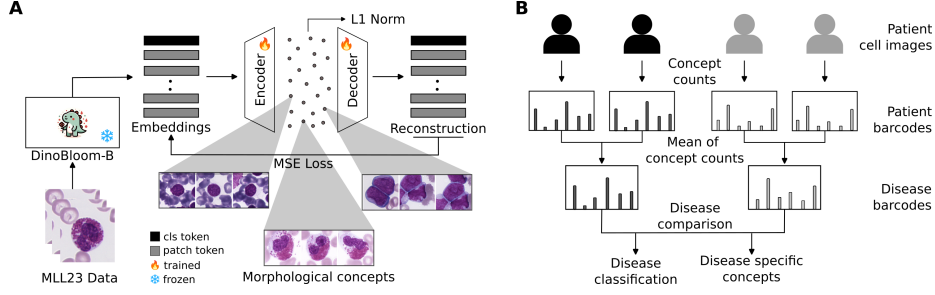 A
L1 Norm
Encoder
Decoder
Embeddings
Reconstruction
MSE Loss
DinoBloom-B
MLL23 Data
cls token
patch token
trained
frozen
Morphological concepts
B
Patient
cell images
Concept
counts
Patient
barcodes
Mean of
concept counts
Disease
barcodes
Disease
comparison
Disease
classification
Disease specific
concepts